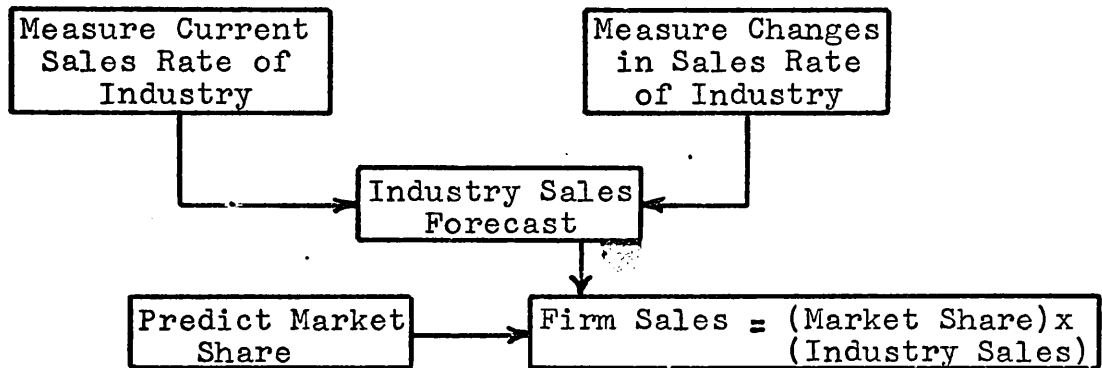 Measure Current
Sales Rate of
Industry
Measure Changes
in Sales Rate
of Industry
Industry Sales
Forecast
Predict Market
Share
Firm Sales = (Market Share)x
(Industry Sales)